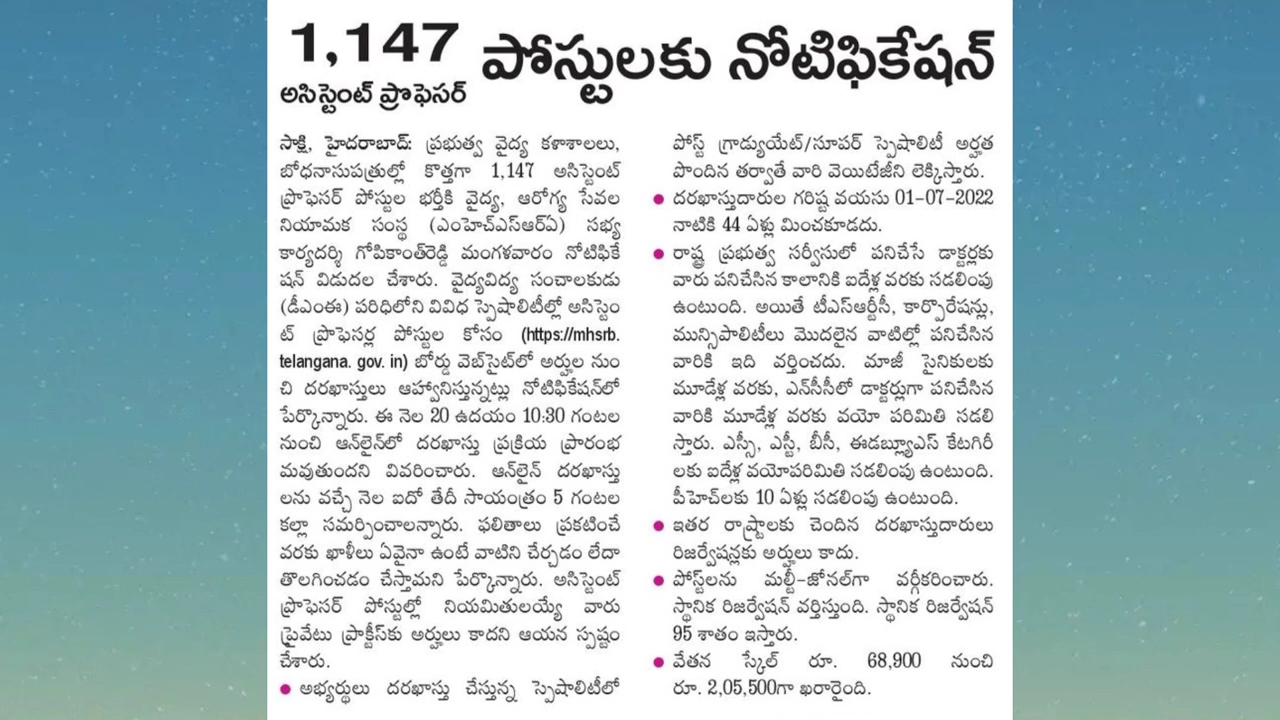 1,147 పోస్టులకు నోటిఫికేషన్
అసిస్టెంట్ ప్రొఫెసర్
సాక్షి, హైదరాబాద్: ప్రభుత్వ వైద్య కళాశాలలు,
బోధనాసుపత్రుల్లో కొత్తగా 1,147 అసిస్టెంట్
ప్రొఫెసర్ పోస్టుల భర్తీకి వైద్య, ఆరోగ్య సేవల
నియామక సంస్థ (ఎంహెచ్ఎస్ఆర్ఏ) సభ్య
కార్యదర్శి గోపికాంత్‌రెడ్డి మంగళవారం నోటిఫికే
షన్ విడుదల చేశారు. వైద్యవిద్య సంచాలకుడు
(డీఎంఈ) పరిధిలోని వివిధ స్పెషాలిటీల్లో అసిస్టెం
ట్ ప్రొఫెసర్ల పోస్టుల కోసం (https://mhsrb.
telangana. gov. in) బోర్డు వెబ్‌సైట్‌లో అర్హుల నుం
చి దరఖాస్తులు ఆహ్వానిస్తున్నట్లు నోటిఫికేషన్‌లో
పేర్కొన్నారు. ఈ నెల 20 ఉదయం 10:30 గంటల
నుంచి ఆన్‌లైన్‌లో దరఖాస్తు ప్రక్రియ ప్రారంభ
మవుతుందని వివరించారు. ఆన్‌లైన్ దరఖాస్తు
లను వచ్చే నెల ఐదో తేదీ సాయంత్రం 5 గంటల
కల్లా సమర్పించాలన్నారు. ఫలితాలు ప్రకటించే
వరకు ఖాళీలు ఏవైనా ఉంటే వాటిని చేర్చడం లేదా
తొలగించడం చేస్తామని పేర్కొన్నారు. అసిస్టెంట్
ప్రొఫెసర్ పోస్టుల్లో నియమితులయ్యే వారు
ప్రైవేటు ప్రాక్టీస్‌కు అర్హులు కాదని ఆయన స్పష్టం
చేశారు.
● అభ్యర్థులు దరఖాస్తు చేస్తున్న స్పెషాలిటీలో
పోస్ట్ గ్రాడ్యుయేట్/సూపర్ స్పెషాలిటీ అర్హత
పొందిన తర్వాతే వారి వెయిటేజీని లెక్కిస్తారు.
● దరఖాస్తుదారుల గరిష్ట వయసు 01-07-2022
నాటికి 44 ఏళ్లు మించకూడదు.
● రాష్ట్ర ప్రభుత్వ సర్వీసులో పనిచేసే డాక్టర్లకు
వారు పనిచేసిన కాలానికి ఐదేళ్ల వరకు సడలింపు
ఉంటుంది. అయితే టీఎస్ఆర్టీసీ, కార్పొరేషన్లు,
మున్సిపాలిటీలు మొదలైన వాటిల్లో పనిచేసిన
వారికి ఇది వర్తించదు. మాజీ సైనికులకు
మూడేళ్ల వరకు, ఎన్‌సీసీలో డాక్టర్లుగా పనిచేసిన
వారికి మూడేళ్ల వరకు వయో పరిమితి సడలి
స్తారు. ఎస్సీ, ఎస్టీ, బీసీ, ఈడబ్ల్యూఎస్ కేటగిరీ
లకు ఐదేళ్ల వయోపరిమితి సడలింపు ఉంటుంది.
పీహెచ్‌లకు 10 ఏళ్లు సడలింపు ఉంటుంది.
● ఇతర రాష్ట్రాలకు చెందిన దరఖాస్తుదారులు
రిజర్వేషన్లకు అర్హులు కాదు.
● పోస్ట్‌లను మల్టీ-జోనల్‌గా వర్గీకరించారు.
స్థానిక రిజర్వేషన్ వర్తిస్తుంది. స్థానిక రిజర్వేషన్
95 శాతం ఇస్తారు.
● వేతన స్కేల్ రూ. 68,900 నుంచి
రూ. 2,05,500గా ఖరారైంది.